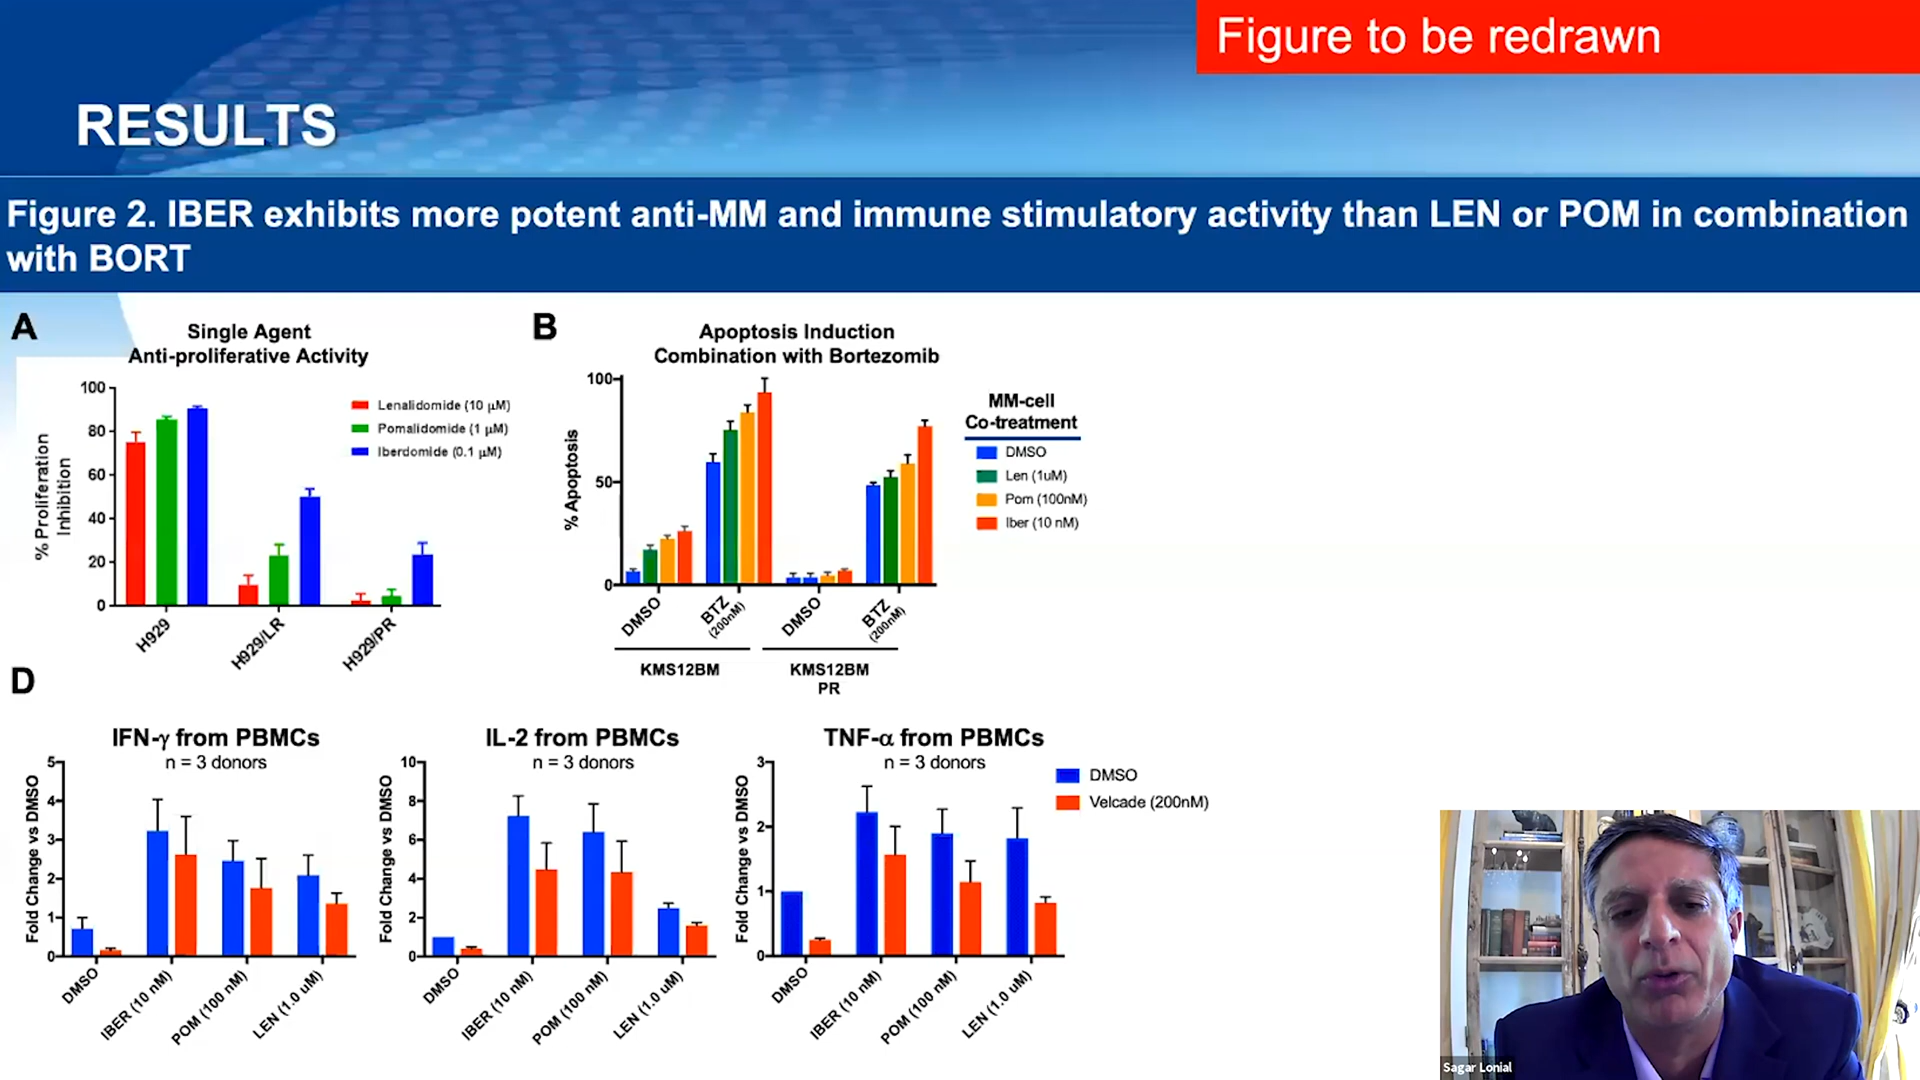 Figure to be redrawn
RESULTS
Figure 2. IBER exhibits more potent anti-MM and immune stimulatory activity than LEN or POM in combination
with BORT
A
Single Agent
Anti-proliferative Activity
% Proliferation
Inhibition
100
80
60
40
20
0
H929
H929/LR
H929/PR
Lenalidomide (10 μM)
Pomalidomide (1 μM)
Iberdomide (0.1 μM)
B
Apoptosis Induction
Combination with Bortezomib
% Apoptosis
100
50
0
DMSO
BTZ
(200nM)
DMSO
BTZ
(200nM)
KMS12BM
KMS12BM
PR
MM-cell
Co-treatment
DMSO
Len (1uM)
Pom (100nM)
Iber (10 nM)
D
IFN-γ from PBMCs
n = 3 donors
Fold Change vs DMSO
5
4
3
2
1
0
DMSO
IBER (10 nM)
POM (100 nM)
LEN (1.0 uM)
IL-2 from PBMCs
n = 3 donors
Fold Change vs DMSO
10
8
6
4
2
0
DMSO
IBER (10 nM)
POM (100 nM)
LEN (1.0 uM)
TNF-α from PBMCs
n = 3 donors
Fold Change vs DMSO
3
2
1
0
DMSO
IBER (10 nM)
POM (100 nM)
LEN (1.0 uM)
DMSO
Velcade (200nM)
Sagar Lonial